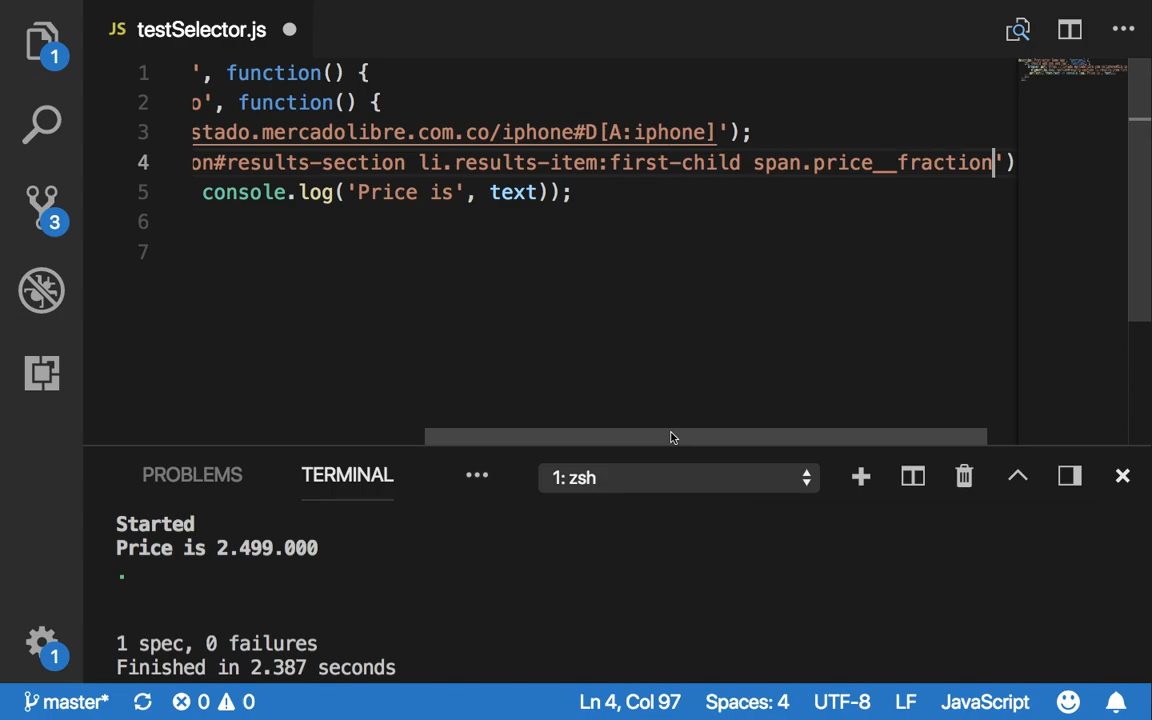 1
JS testSelector.js
1 ', function() {
2 o', function() {
3 stado.mercadolibre.com.co/iphone#D[A:iphone]');
4 on#results-section li.results-item:first-child span.price__fraction')
5 console.log('Price is', text));
6
7
3
PROBLEMS TERMINAL 1: zsh
Started
Price is 2.499.000
.
1 spec, 0 failures
Finished in 2.387 seconds
1
master* 0 0 Ln 4, Col 97 Spaces: 4 UTF-8 LF JavaScript